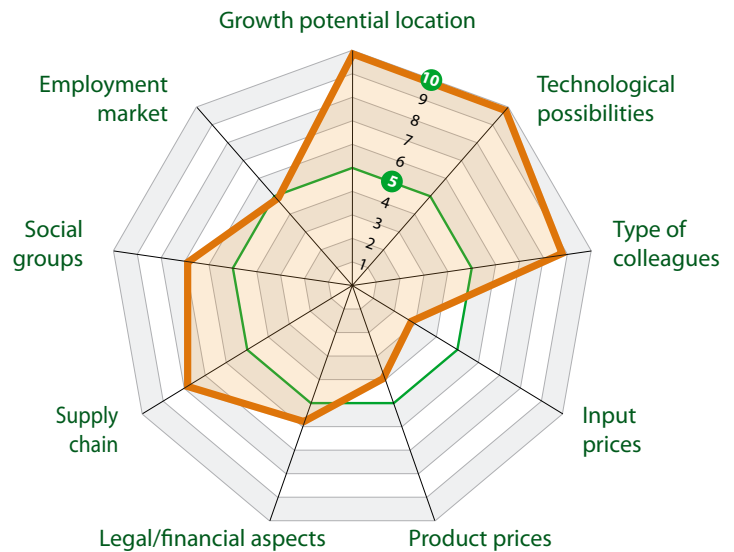 Growth potential location
Employment
market
Technological
possibilities
10
9
8
7
6
5
4
3
2
1
Social
groups
Type of
colleagues
Supply
chain
Input
prices
Legal/financial aspects
Product prices